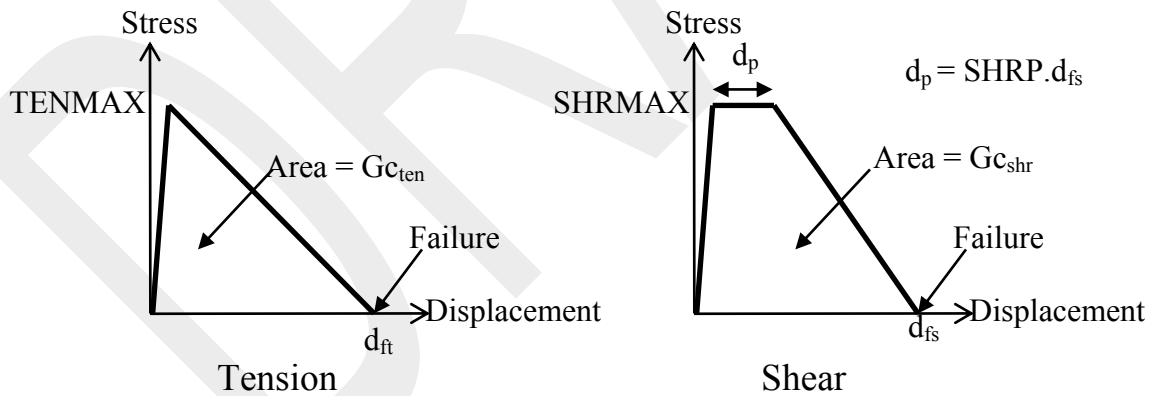 Stress
TENMAX
Area = Gc_ten
Failure
Displacement
d_ft
Tension
Stress
d_p
d_p = SHRP.d_fs
SHRMAX
Area = Gc_shr
Failure
Displacement
d_fs
Shear